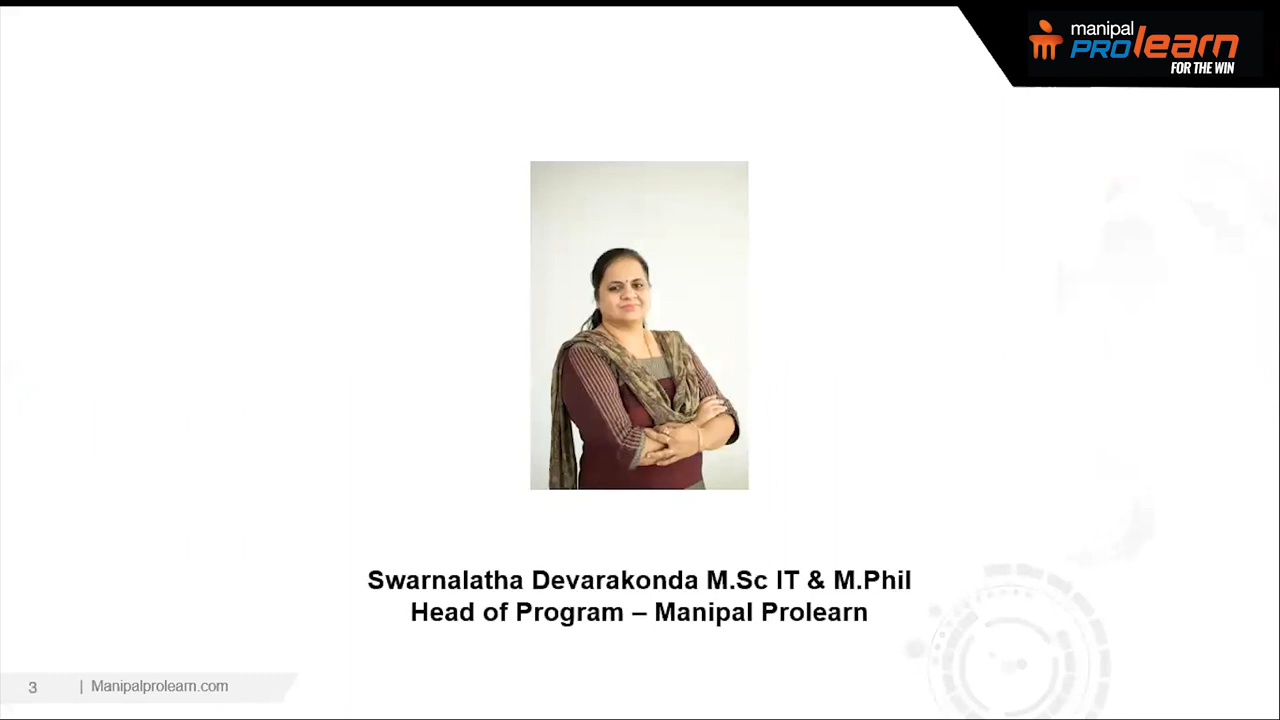 manipal
PROlearn
FOR THE WIN
Swarnalatha Devarakonda M.Sc IT & M.Phil
Head of Program – Manipal Prolearn
3 | Manipalprolearn.com